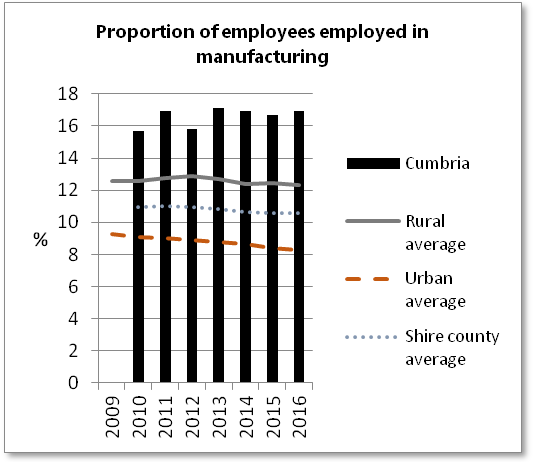 Proportion of employees employed in
manufacturing
18
16
14
12
10
8
6
4
2
0
%
2009
2010
2011
2012
2013
2014
2015
2016
Cumbria
Rural
average
Urban
average
Shire county
average